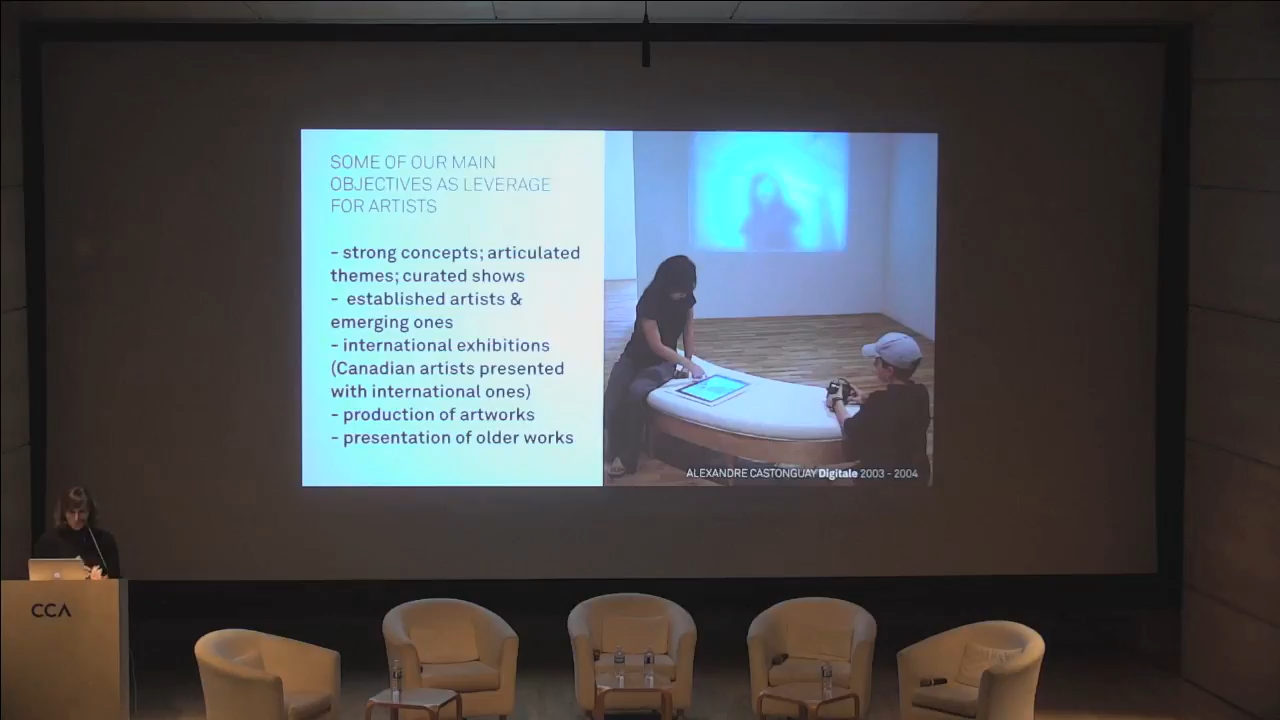 SOME OF OUR MAIN
OBJECTIVES AS LEVERAGE
FOR ARTISTS
- strong concepts; articulated
themes; curated shows
- established artists &
emerging ones
- international exhibitions
(Canadian artists presented
with international ones)
- production of artworks
- presentation of older works
ALEXANDRE CASTONGUAY Digitale 2003 - 2004
CCA